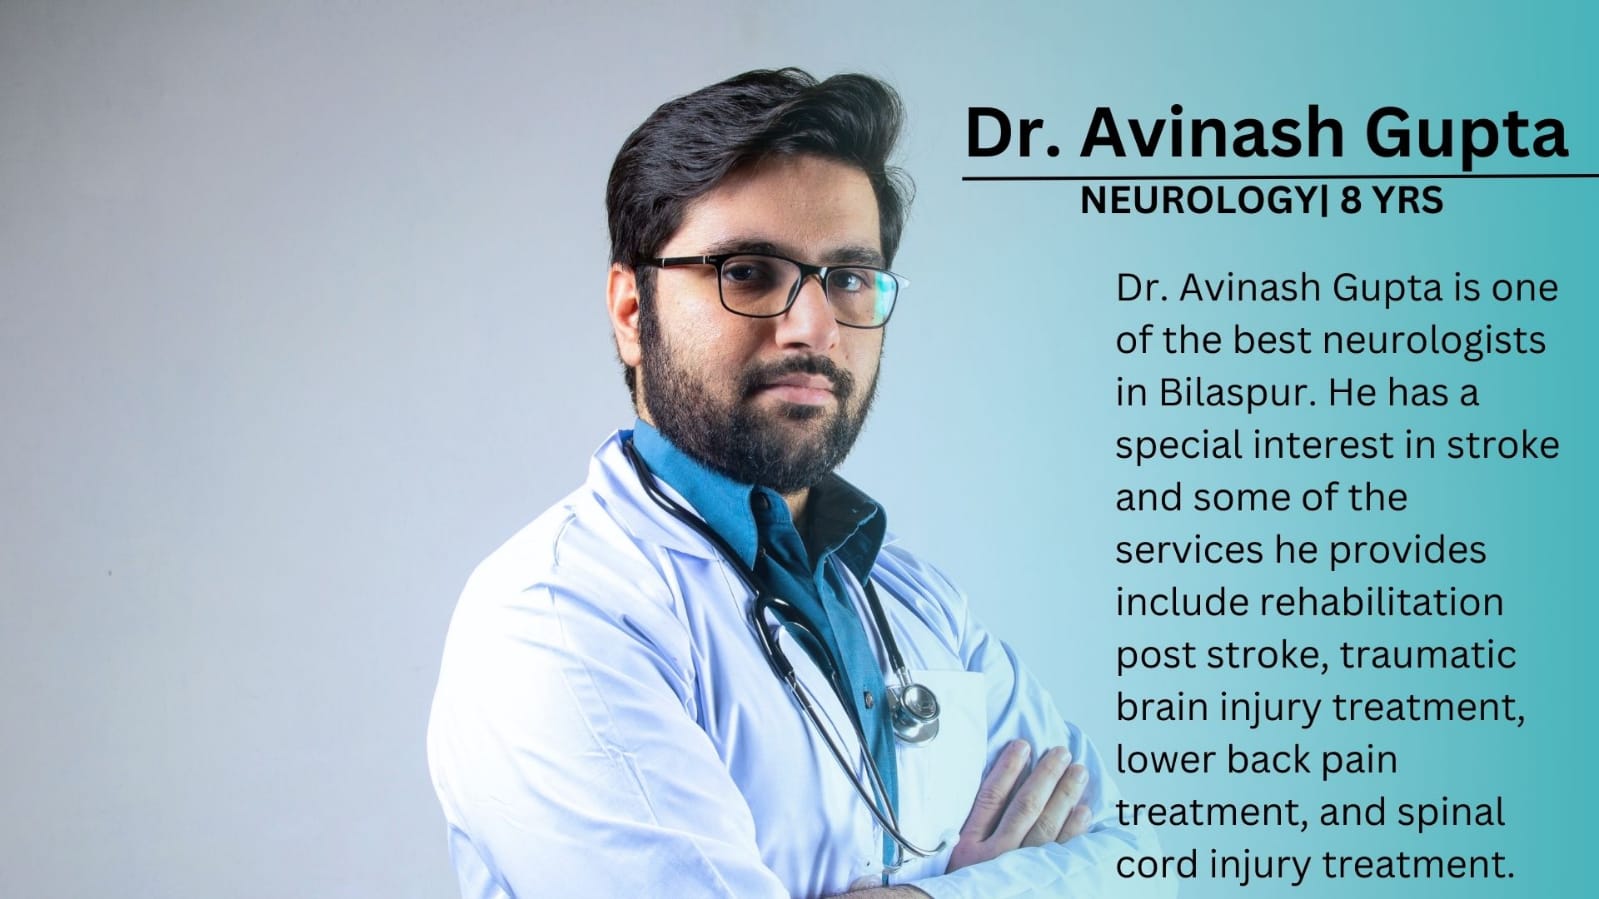 Dr. Avinash Gupta
NEUROLOGY| 8 YRS
Dr. Avinash Gupta is one
of the best neurologists
in Bilaspur. He has a
special interest in stroke
and some of the
services he provides
include rehabilitation
post stroke, traumatic
brain injury treatment,
lower back pain
treatment, and spinal
cord injury treatment.